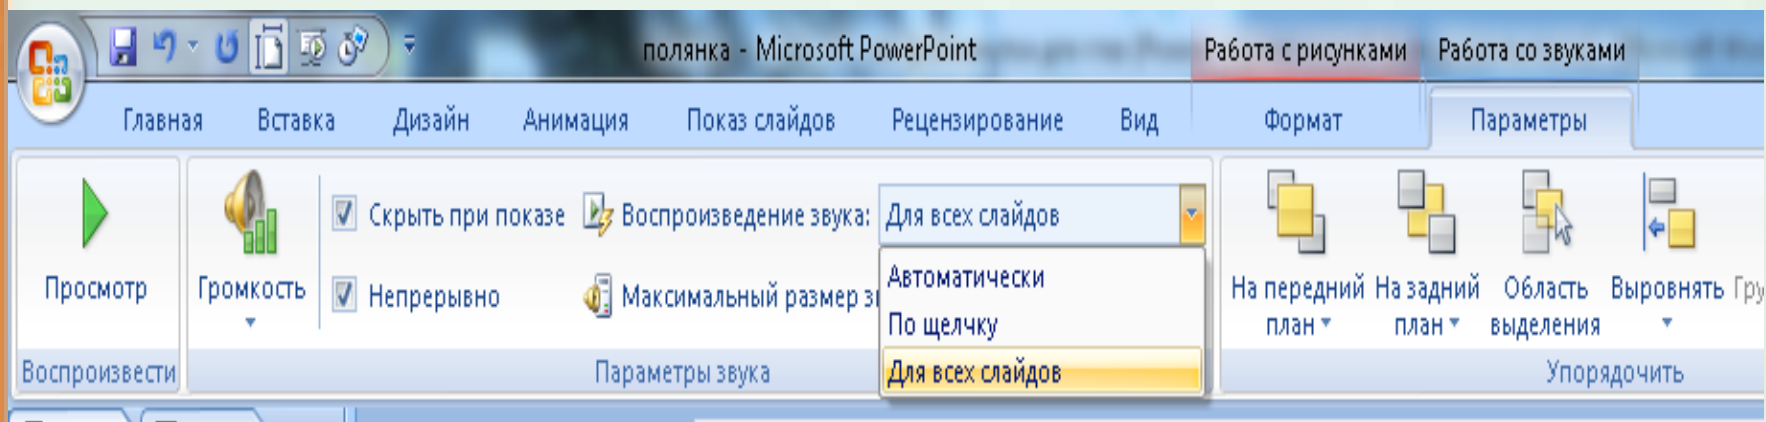 полянка - Microsoft PowerPoint
Работа с рисунками
Работа со звуками
Главная
Вставка
Дизайн
Анимация
Показ слайдов
Рецензирование
Вид
Формат
Параметры
Просмотр
Воспроизвести
Громкость
Скрыть при показе
Непрерывно
Воспроизведение звука:
Для всех слайдов
Максимальный размер
Автоматически
По щелчку
Для всех слайдов
Параметры звука
На передний
план
На задний
план
Область
выделения
Выровнять
Упорядочить